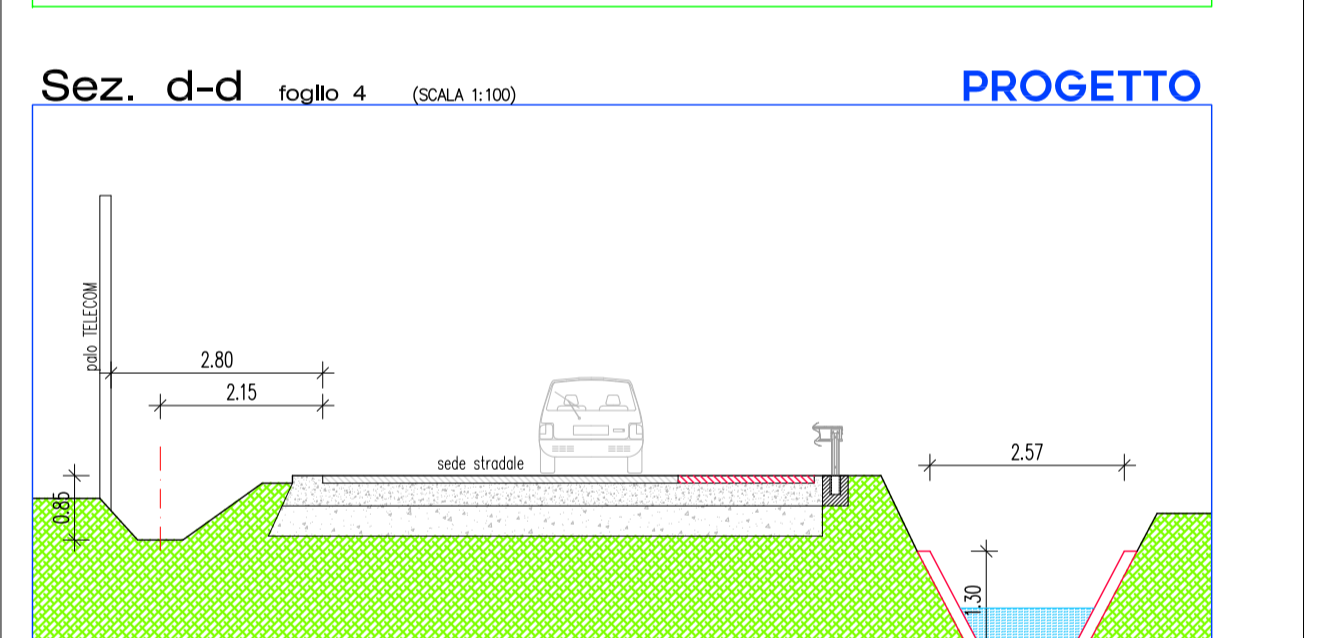 Sez. d-d foglio 4 (SCALA 1:100) PROGETTO
palo TELECOM
2.80
2.15
sede stradale
2.57
0.85
1.30